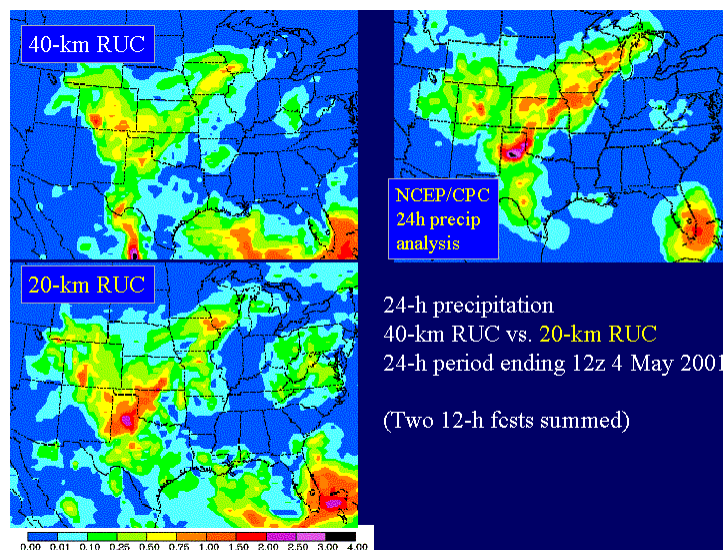 40-km RUC
NCEP/CPC
24h precip
analysis
20-km RUC
24-h precipitation
40-km RUC vs. 20-km RUC
24-h period ending 12z 4 May 2001
(Two 12-h fcsts summed)
0.00 0.01 0.10 0.25 0.50 0.75 1.00 1.50 2.00 2.50 3.00 4.00